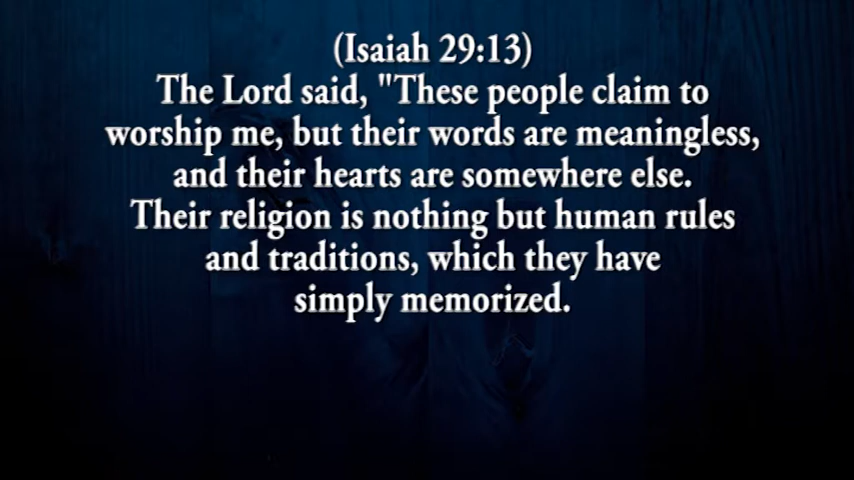 (Isaiah 29:13)
The Lord said, "These people claim to
worship me, but their words are meaningless,
and their hearts are somewhere else.
Their religion is nothing but human rules
and traditions, which they have
simply memorized.